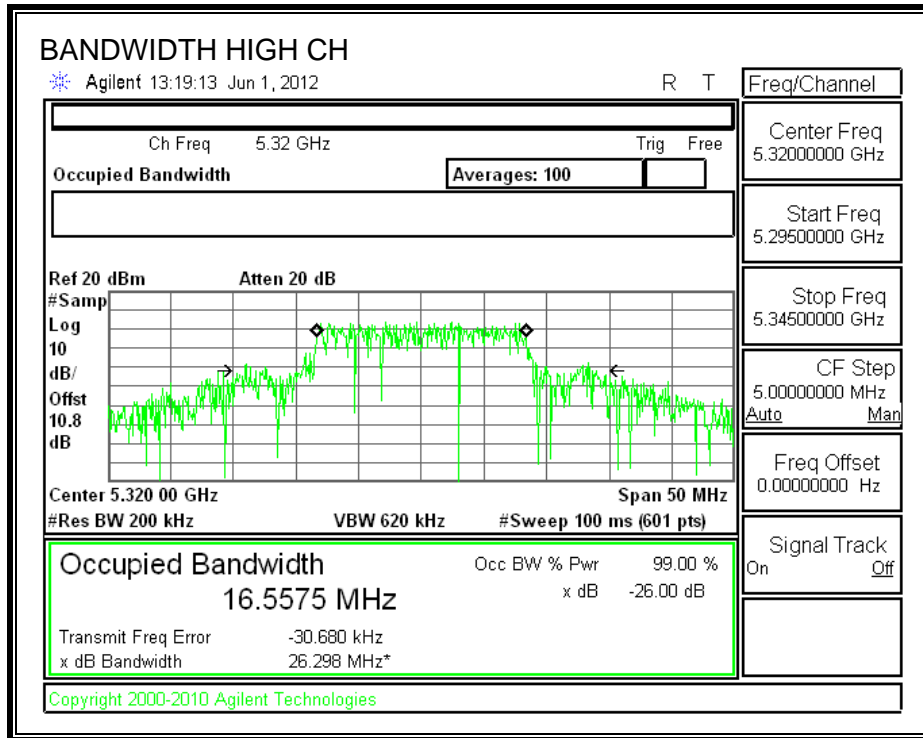 BANDWIDTH HIGH CH
Agilent 13:19:13 Jun 1, 2012 R T
Freq/Channel
Ch Freq 5.32 GHz Trig Free
Occupied Bandwidth Averages: 100
Center Freq
5.32000000 GHz
Start Freq
5.29500000 GHz
Stop Freq
5.34500000 GHz
CF Step
5.00000000 MHz
Auto Man
Freq Offset
0.00000000 Hz
Signal Track
On Off
Ref 20 dBm Atten 20 dB
#Samp
Log
10
dB/
Offst
10.8
dB
Center 5.320 00 GHz Span 50 MHz
#Res BW 200 kHz VBW 620 kHz #Sweep 100 ms (601 pts)
Occupied Bandwidth Occ BW % Pwr 99.00 %
16.5575 MHz x dB -26.00 dB
Transmit Freq Error -30.680 kHz
x dB Bandwidth 26.298 MHz*
Copyright 2000-2010 Agilent Technologies